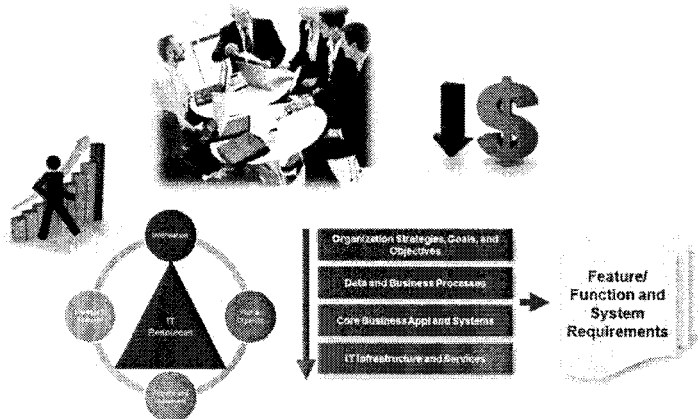 $
IT
Resources
Organization Strategies, Goals, and
Objectives
Data and Business Processes
Core Business Appl and Systems
IT Infrastructure and Services
Feature/
Function and
System
Requirements